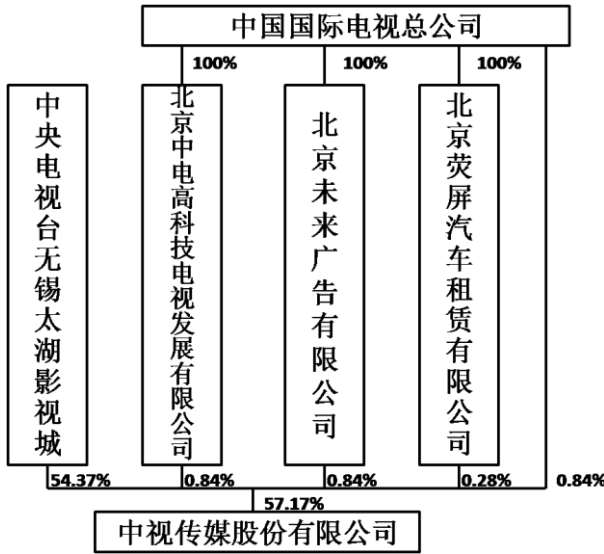 中国国际电视总公司
100%
100%
100%
中央电视台无锡太湖影视城
北京中电高科技电视发展有限公司
北京未来广告有限公司
北京荧屏汽车租赁有限公司
54.37%
0.84%
0.84%
0.28%
0.84%
57.17%
中视传媒股份有限公司